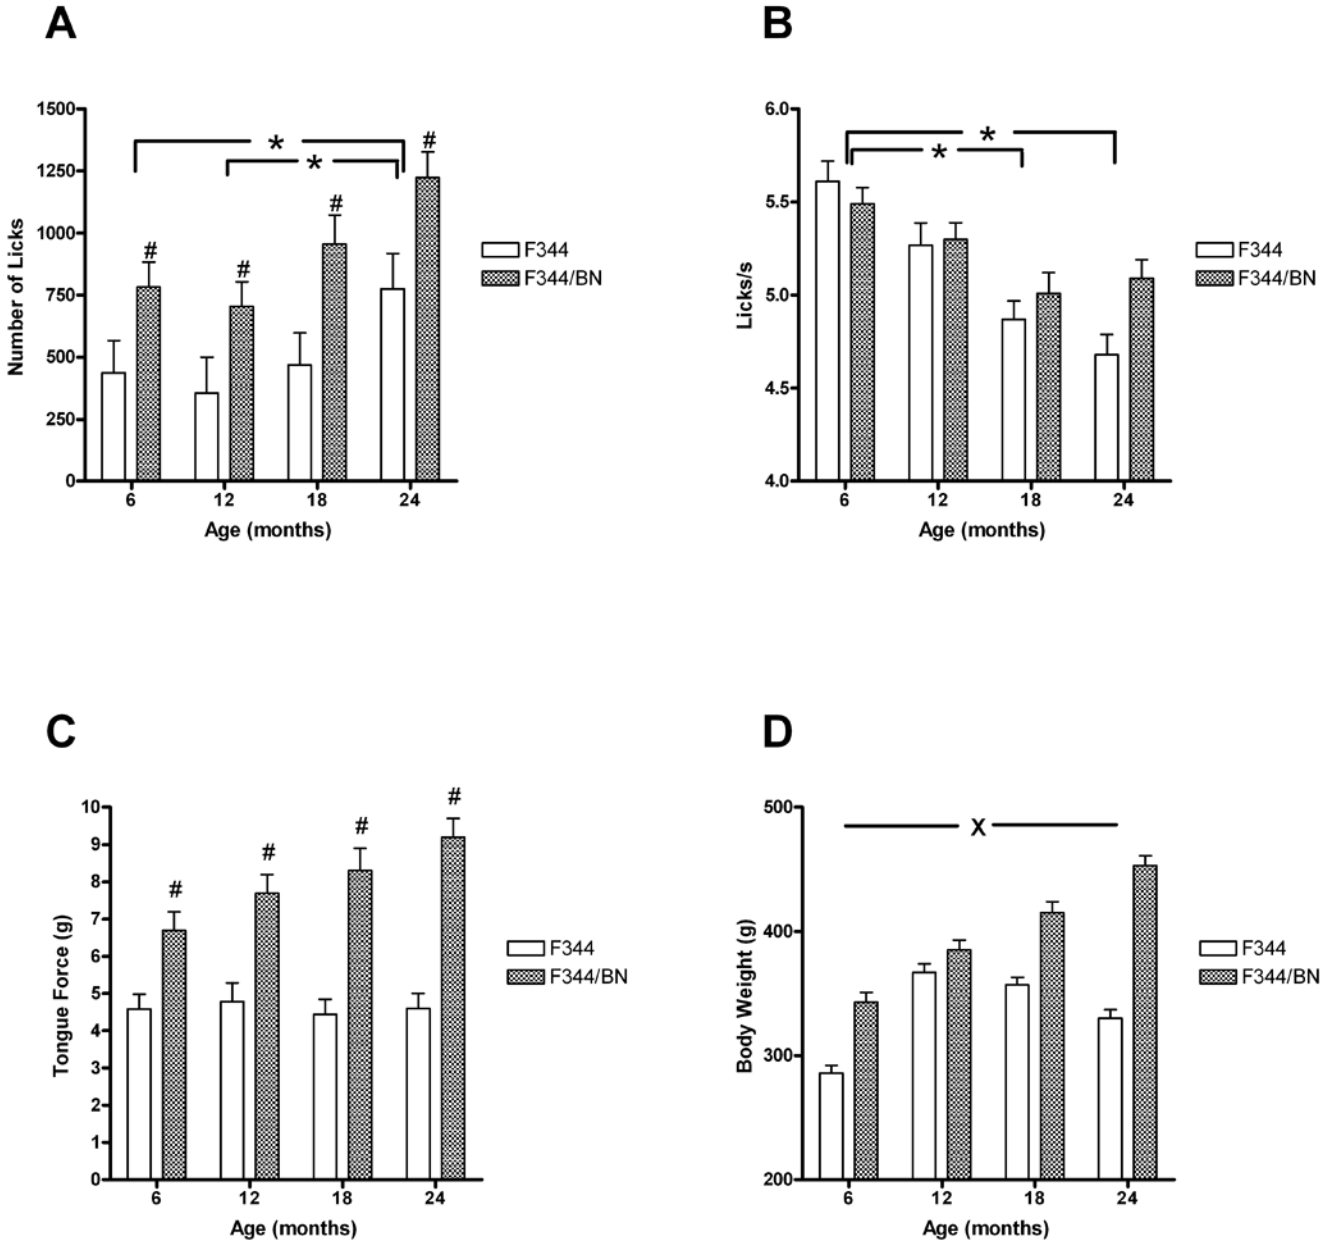 A
1500
1250
1000
750
500
250
0
Number of Licks
*
*
#
#
#
#
F344
F344/BN
6 12 18 24
Age (months)
B
6.0
5.5
5.0
4.5
4.0
Licks/s
*
*
F344
F344/BN
6 12 18 24
Age (months)
C
10
9
8
7
6
5
4
3
2
1
0
Tongue Force (g)
#
#
#
#
F344
F344/BN
6 12 18 24
Age (months)
D
500
400
300
200
Body Weight (g)
X
F344
F344/BN
6 12 18 24
Age (months)